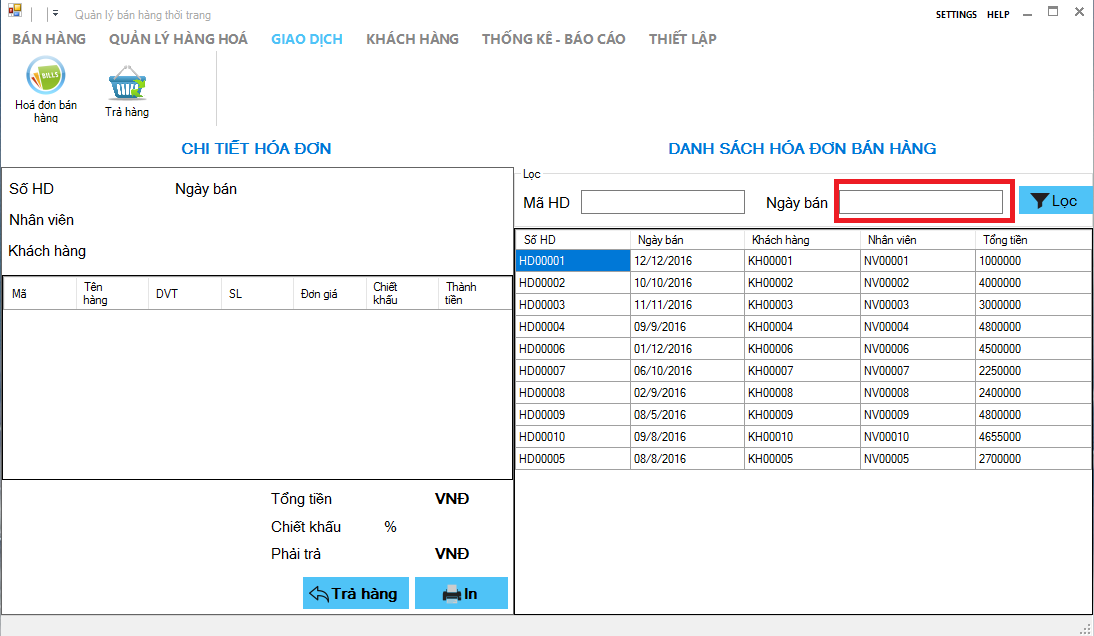 Quản lý bán hàng thời trang
SETTINGS HELP
BÁN HÀNG QUẢN LÝ HÀNG HOÁ GIAO DỊCH KHÁCH HÀNG THỐNG KÊ - BÁO CÁO THIẾT LẬP
BILLS
Hoá đơn bán
hàng
Trả hàng
CHI TIẾT HÓA ĐƠN
Số HD Ngày bán
Nhân viên
Khách hàng
Mã Tên hàng DVT SL Đơn giá Chiết khấu Thành tiền
Tổng tiền VNĐ
Chiết khấu %
Phải trả VNĐ
Trả hàng In
DANH SÁCH HÓA ĐƠN BÁN HÀNG
Lọc
Mã HD Ngày bán Lọc
Số HD Ngày bán Khách hàng Nhân viên Tổng tiền
HD00001 12/12/2016 KH00001 NV00001 1000000
HD00002 10/10/2016 KH00002 NV00002 4000000
HD00003 11/11/2016 KH00003 NV00003 3000000
HD00004 09/9/2016 KH00004 NV00004 4800000
HD00006 01/12/2016 KH00006 NV00006 4500000
HD00007 06/10/2016 KH00007 NV00007 2250000
HD00008 02/9/2016 KH00008 NV00008 2400000
HD00009 08/5/2016 KH00009 NV00009 4800000
HD00010 09/8/2016 KH00010 NV00010 4655000
HD00005 08/8/2016 KH00005 NV00005 2700000